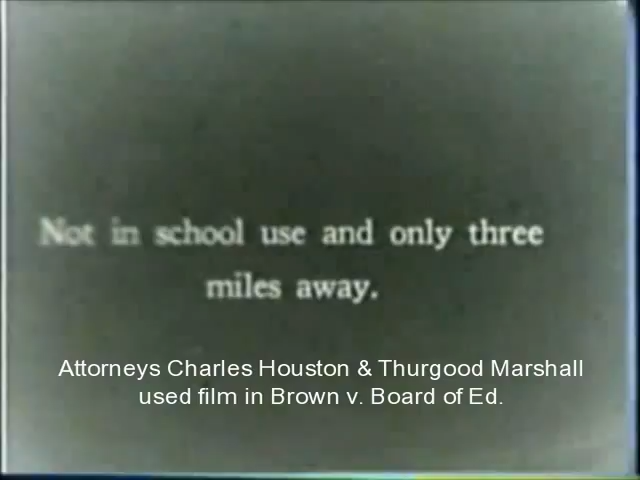 Not in school use and only three
miles away.
Attorneys Charles Houston & Thurgood Marshall
used film in Brown v. Board of Ed.